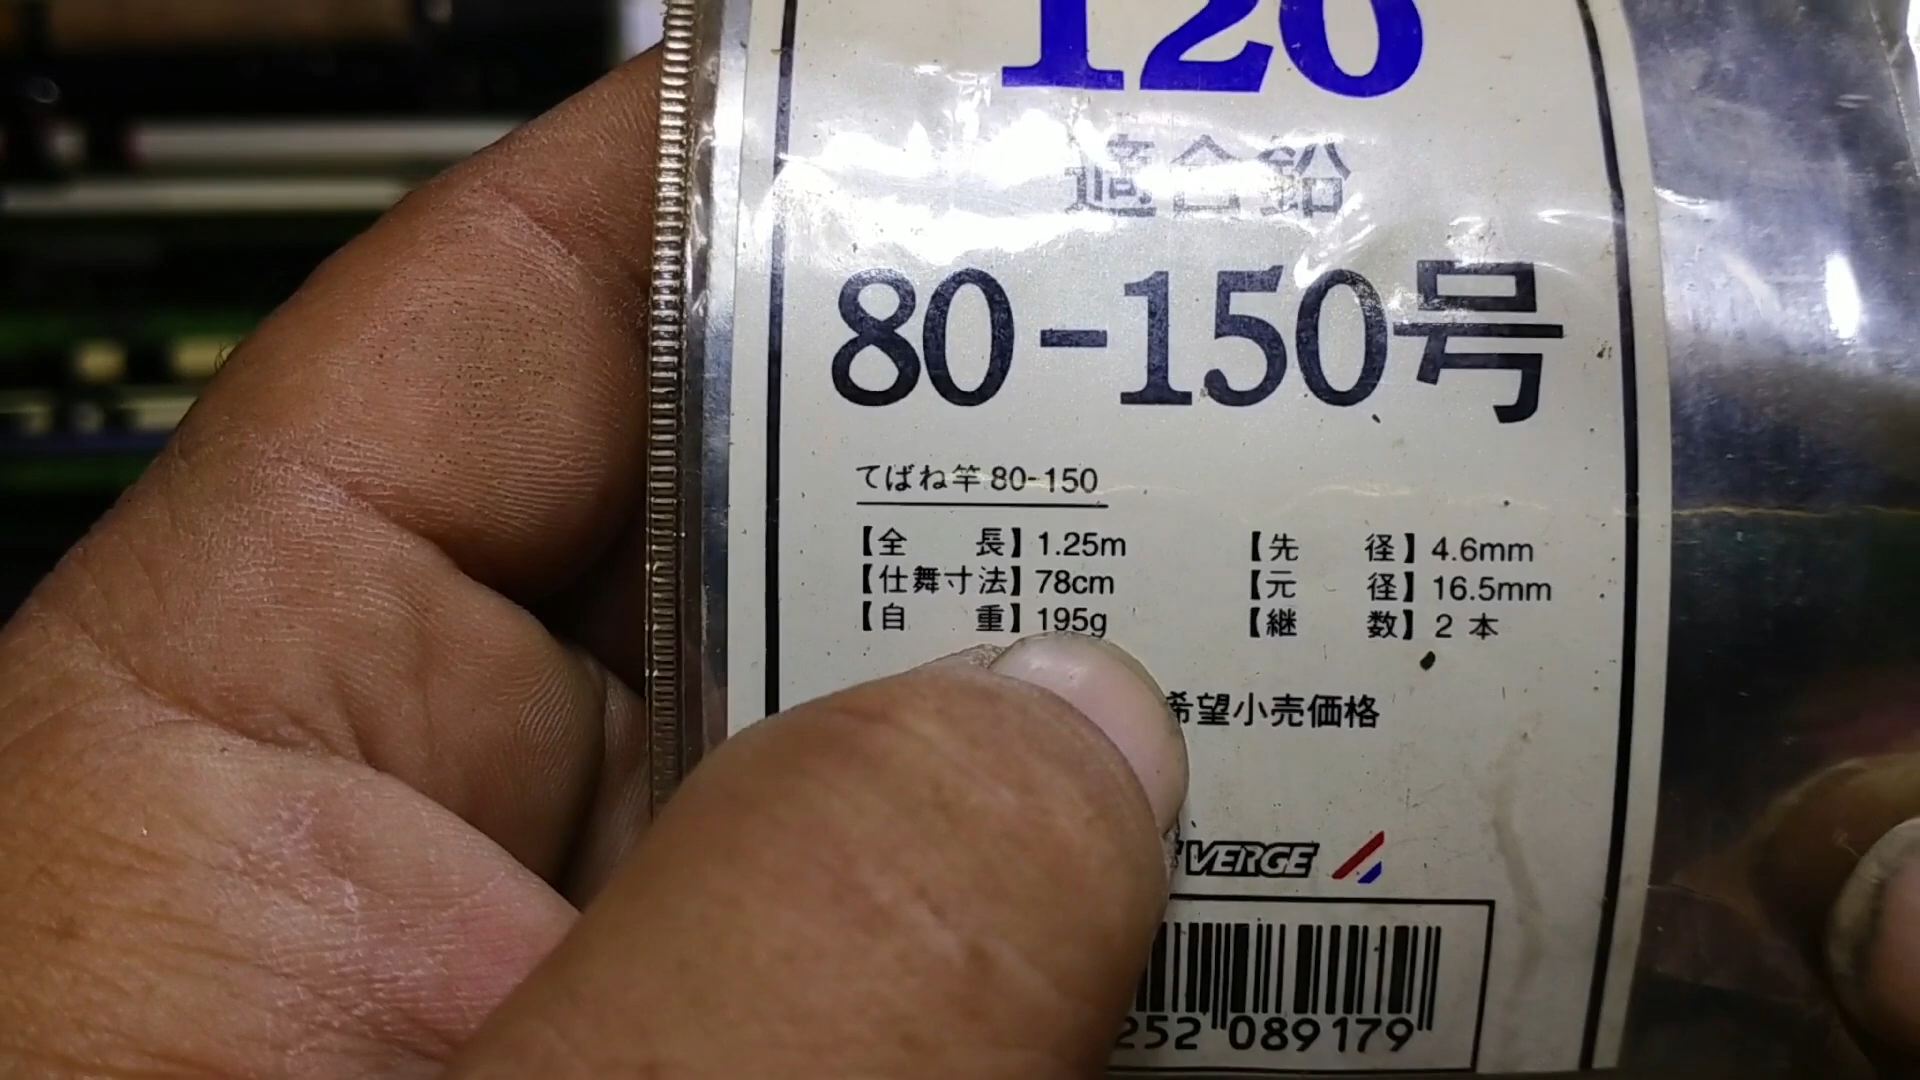 120
適合鉛
80-150号
てばね竿 80-150
【全 長】1.25m 【先 径】4.6mm
【仕舞寸法】78cm 【元 径】16.5mm
【自 重】195g 【継 数】2 本
希望小売価格
VERGE
252 089179